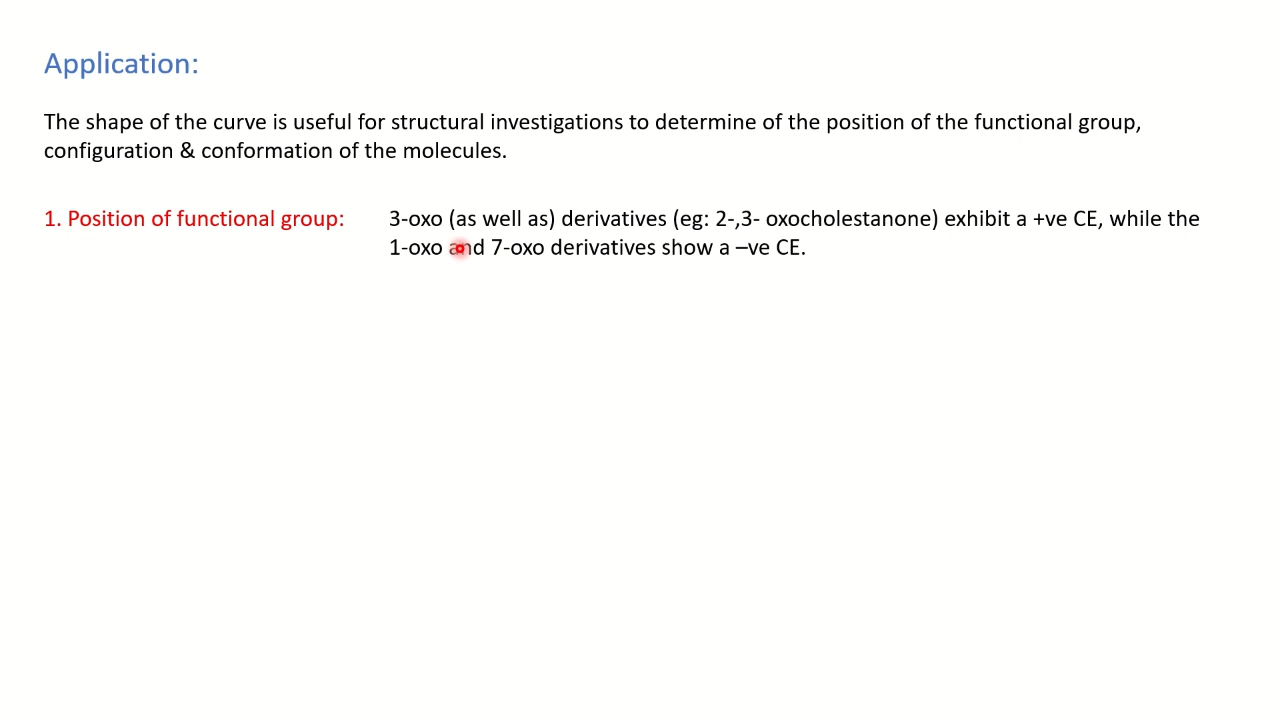 Application:
The shape of the curve is useful for structural investigations to determine of the position of the functional group,
configuration & conformation of the molecules.
1. Position of functional group: 3-oxo (as well as) derivatives (eg: 2-,3- oxocholestanone) exhibit a +ve CE, while the
1-oxo and 7-oxo derivatives show a –ve CE.